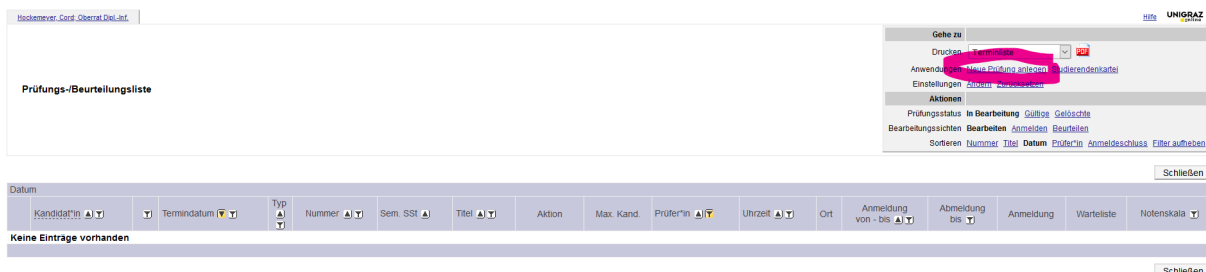 Hockemeyer, Cord; Oberrat Dipl.-Inf.
Hilfe UNIGRAZ online
Gehe zu
Drucken Terminliste PDF
Anwendungen Neue Prüfung anlegen Studierendenkartei
Prüfungs-/Beurteilungsliste
Einstellungen Ändern Zurücksetzen
Aktionen
Prüfungsstatus In Bearbeitung Gültige Gelöschte
Bearbeitungssichten Bearbeiten Anmelden Beurteilen
Sortieren Nummer Titel Datum Prüfer*in Anmeldeschluss Filter aufheben
Schließen
Datum
Kandidat*in Termindatum Typ Nummer Sem. SSt Titel Aktion Max. Kand. Prüfer*in Uhrzeit Ort Anmeldung von - bis Abmeldung bis Anmeldung Warteliste Notenskala
Keine Einträge vorhanden
Schließen